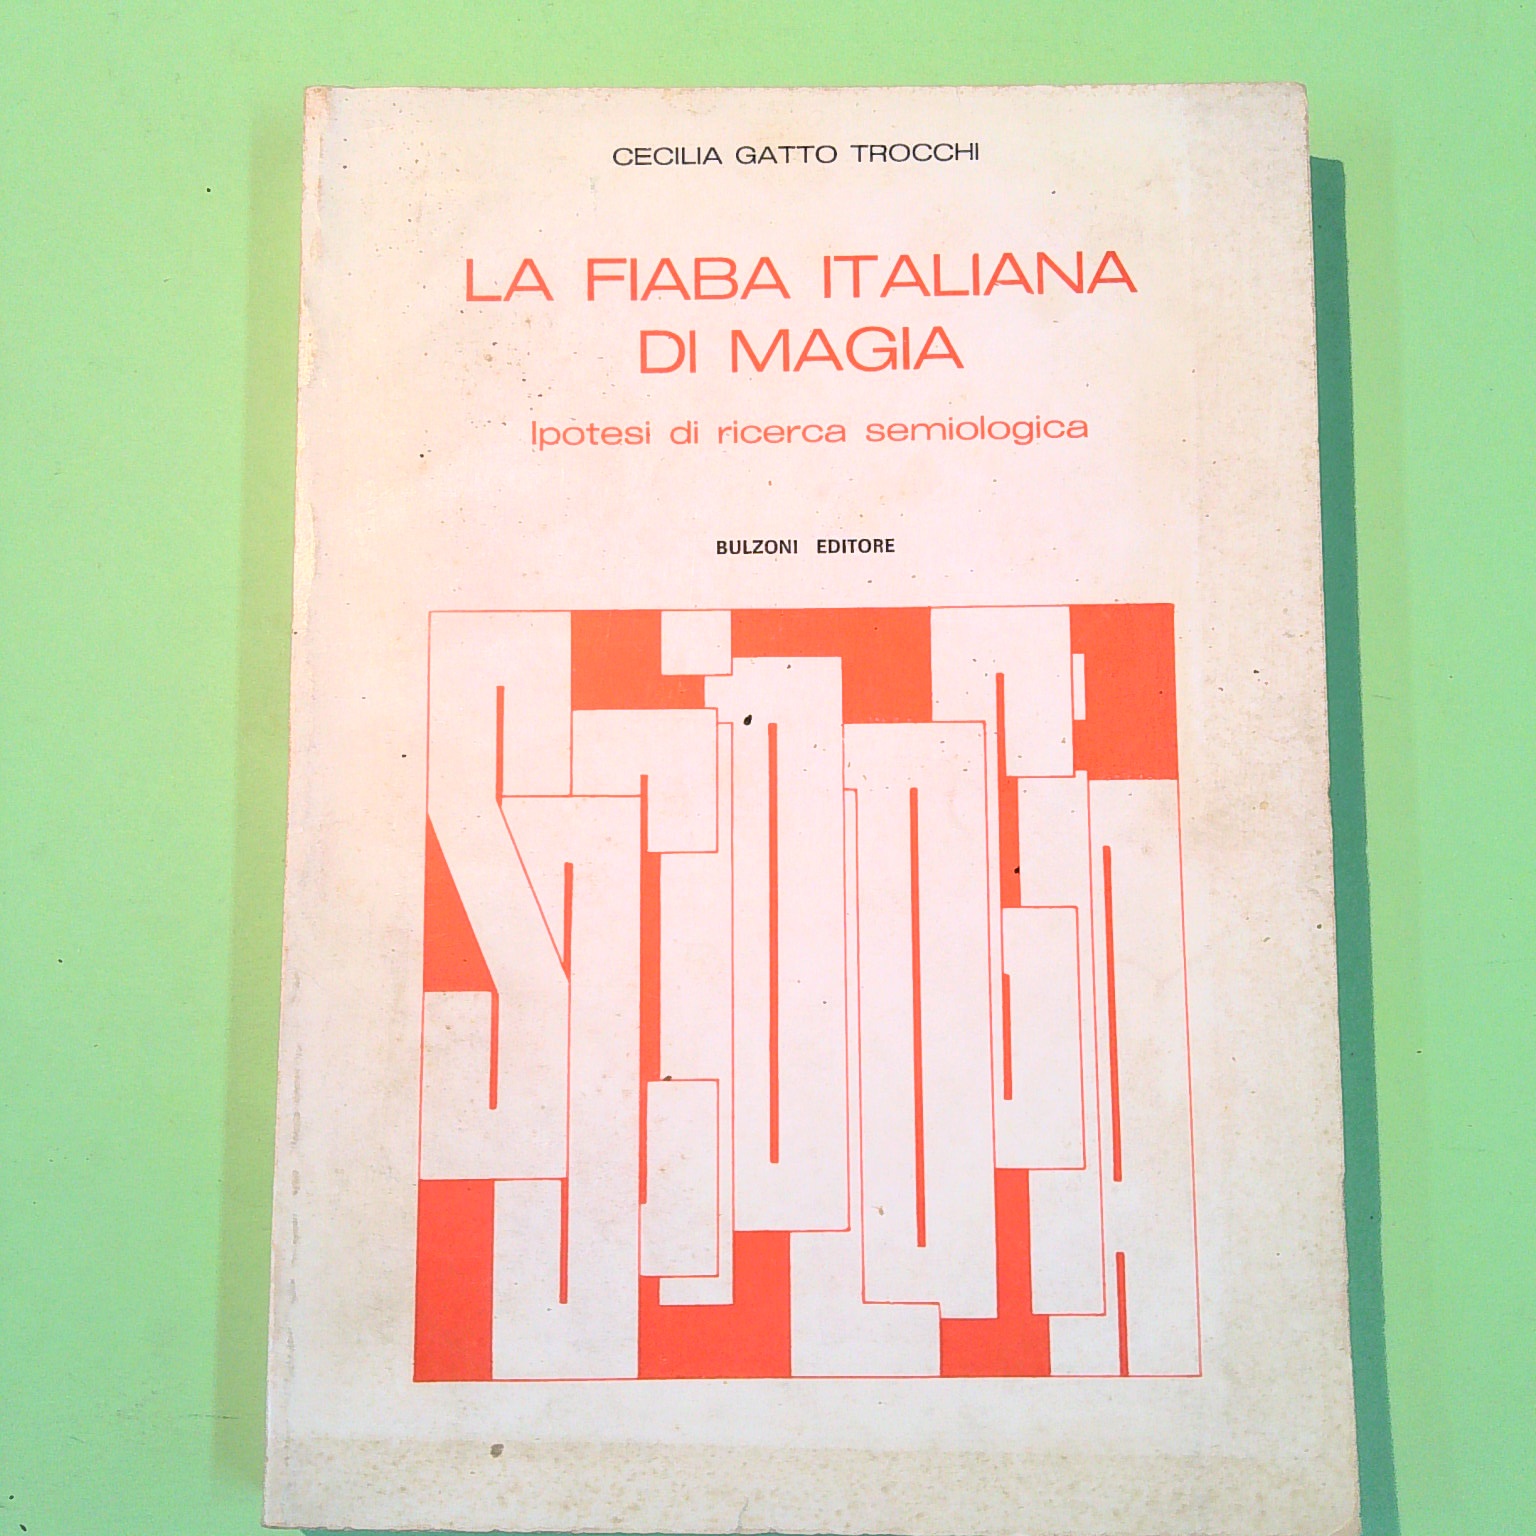 CECILIA GATTO TROCCHI
LA FIABA ITALIANA
DI MAGIA
Ipotesi di ricerca semiologica
BULZONI EDITORE